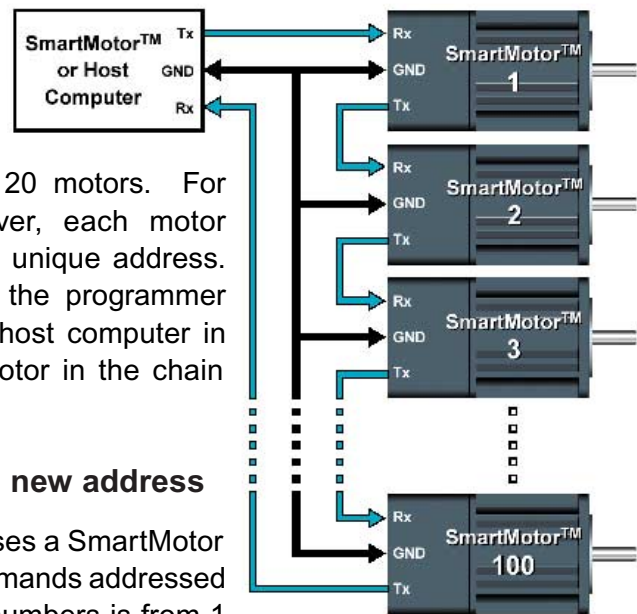 SmartMotor™
or Host
Computer
Tx
GND
Rx
Rx
GND
Tx
SmartMotor™
1
Rx
GND
Tx
SmartMotor™
2
Rx
GND
Tx
SmartMotor™
3
Rx
GND
Tx
SmartMotor™
100
20 motors. For
ver, each motor
unique address.
the programmer
host computer in
otor in the chain
new address
ses a SmartMotor
mands addressed
numbers is from 1